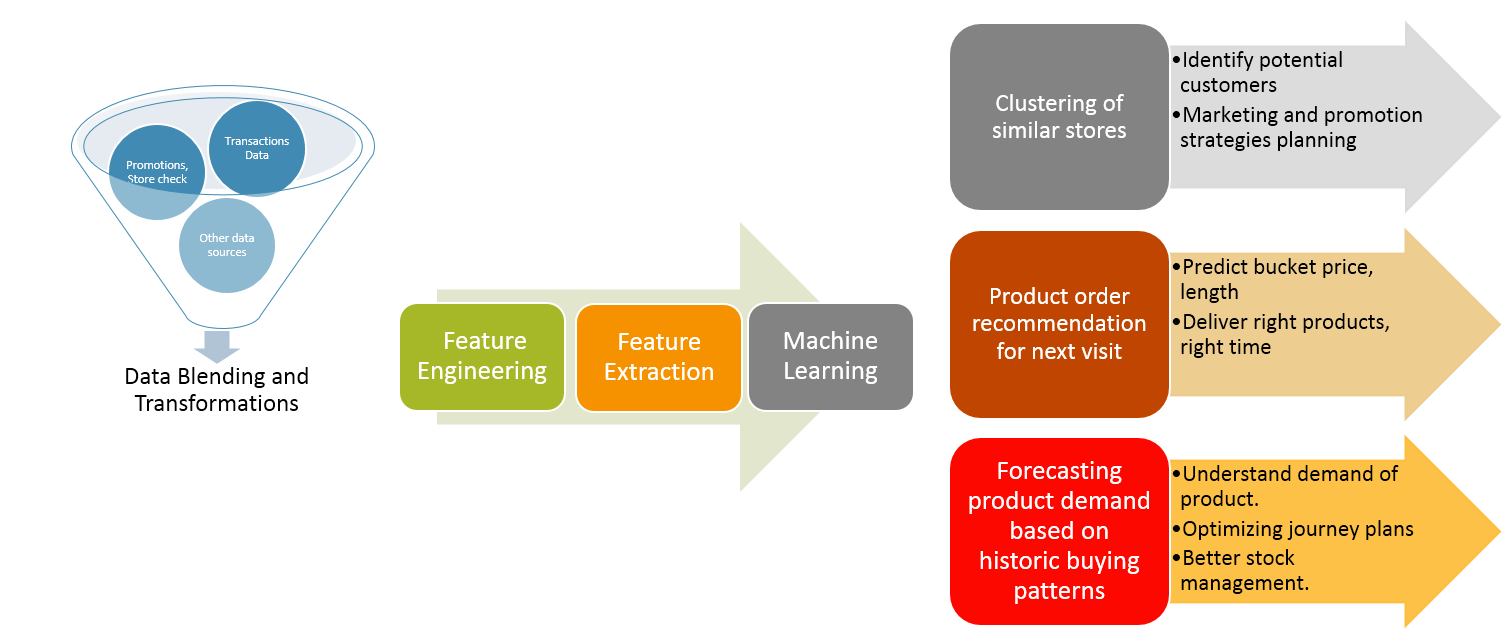 Promotions,
Store check
Transactions
Data
Other data
sources
Data Blending and
Transformations
Feature
Engineering
Feature
Extraction
Machine
Learning
Clustering of
similar stores
•Identify potential
customers
•Marketing and promotion
strategies planning
Product order
recommendation
for next visit
•Predict bucket price,
length
•Deliver right products,
right time
Forecasting
product demand
based on
historic buying
patterns
•Understand demand of
product.
•Optimizing journey plans
•Better stock
management.